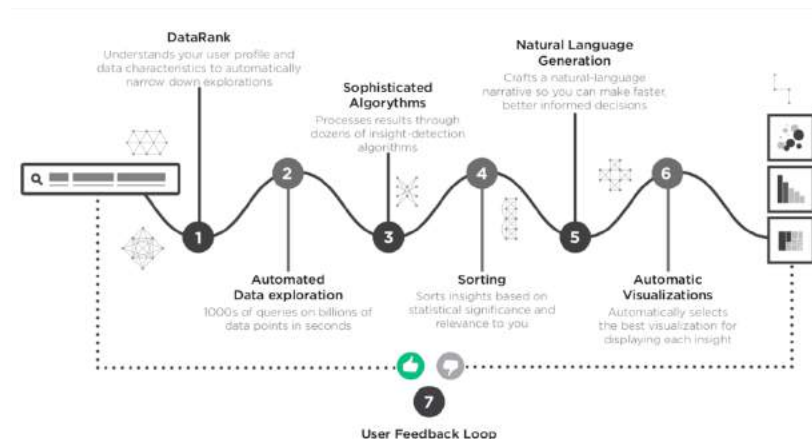 DataRank
Understands your user profile and
data characteristics to automatically
narrow down explorations
1
2
Automated
Data exploration
1000s of queries on billions of
data points in seconds
Sophisticated
Algorythms
Processes results through
dozens of insight-detection
algorithms
3
4
Sorting
Sorts insights based on
statistical significance and
relevance to you
Natural Language
Generation
Crafts a natural-language
narrative so you can make faster,
better informed decisions
5
6
Automatic
Visualizations
Automatically selects
the best visualization for
displaying each insight
7
User Feedback Loop